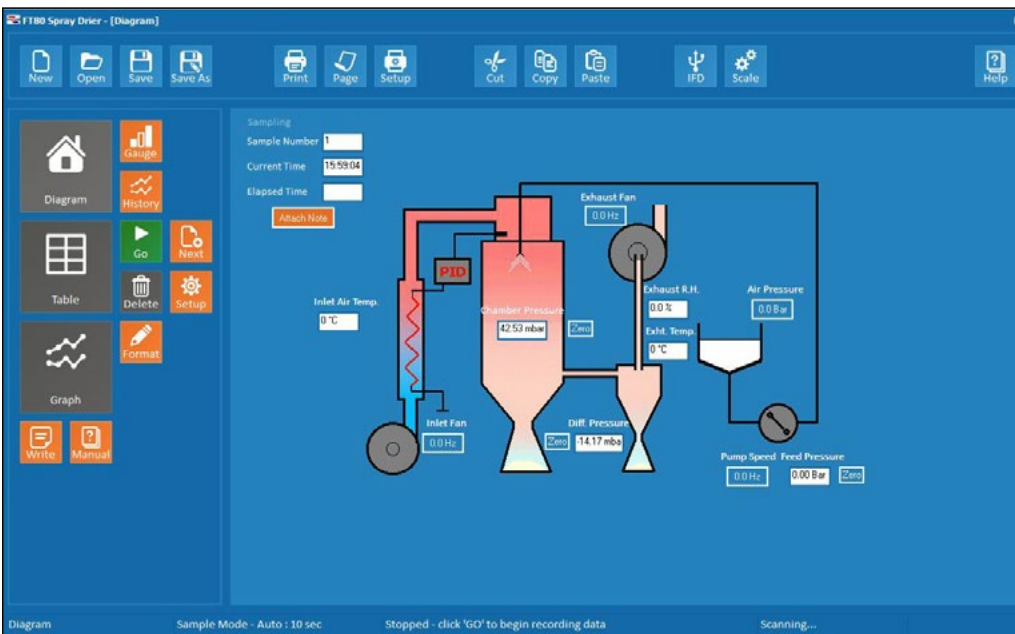 FT80 Spray Drier - [Diagram]
New Open Save Save As Print Page Setup Cut Copy Paste IFD Scale Help
Diagram
Gauge
History
Table
Go
Next
Delete
Setup
Graph
Format
Write
Manual
Sampling
Sample Number 1
Current Time 15:59:04
Elapsed Time
Attach Note
Exhaust Fan
0.0 Hz
PID
Inlet Air Temp.
0 °C
Chamber Pressure
42.53 mbar Zero
Exhaust R.H.
0.0 %
Exht. Temp.
0 °C
Air Pressure
0.0 Bar
Inlet Fan
0.0 Hz
Diff. Pressure
Zero -14.17 mba
Pump Speed Feed Pressure
0.0 Hz 0.00 Bar Zero
Diagram Sample Mode - Auto : 10 sec Stopped - click 'GO' to begin recording data Scanning...